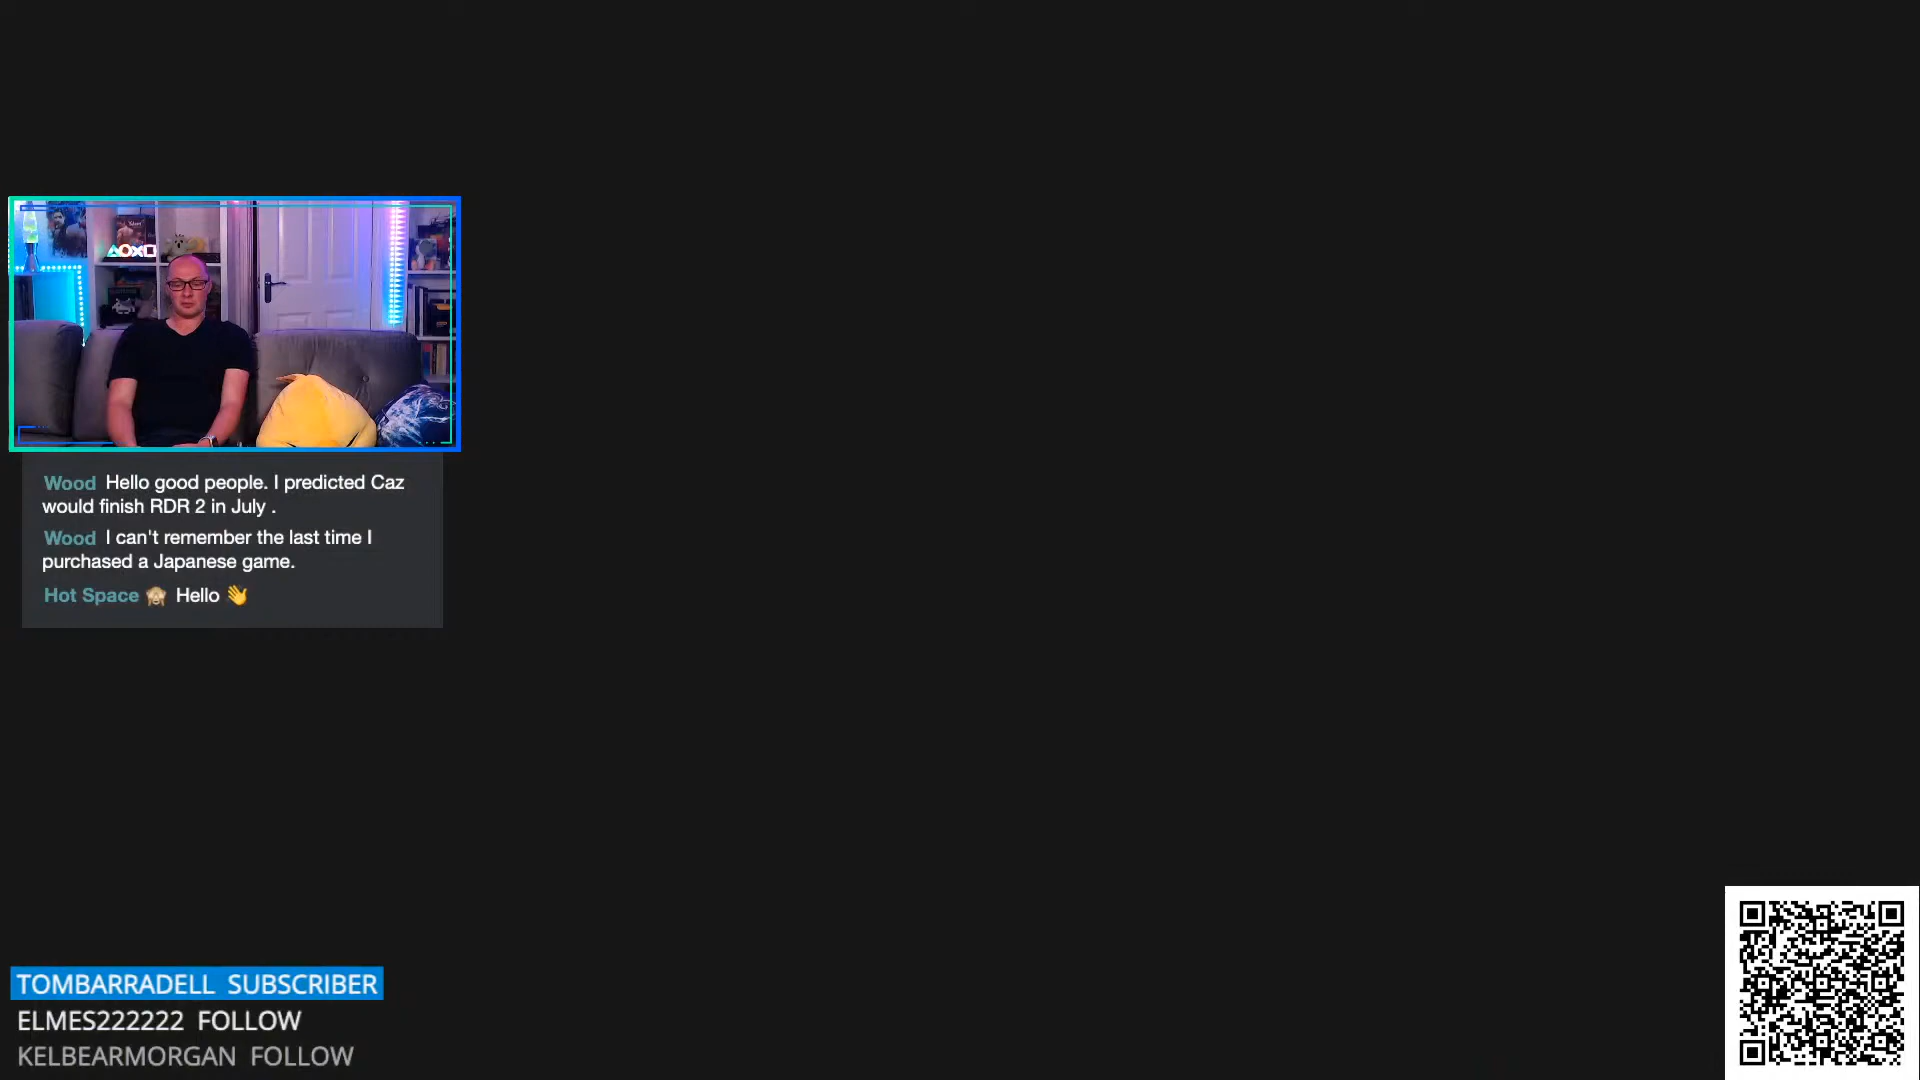 Wood Hello good people. I predicted Caz
would finish RDR 2 in July .
Wood I can't remember the last time I
purchased a Japanese game.
Hot Space 🙈 Hello 👋
TOMBARRADELL SUBSCRIBER
ELMES222222 FOLLOW
KELBEARMORGAN FOLLOW